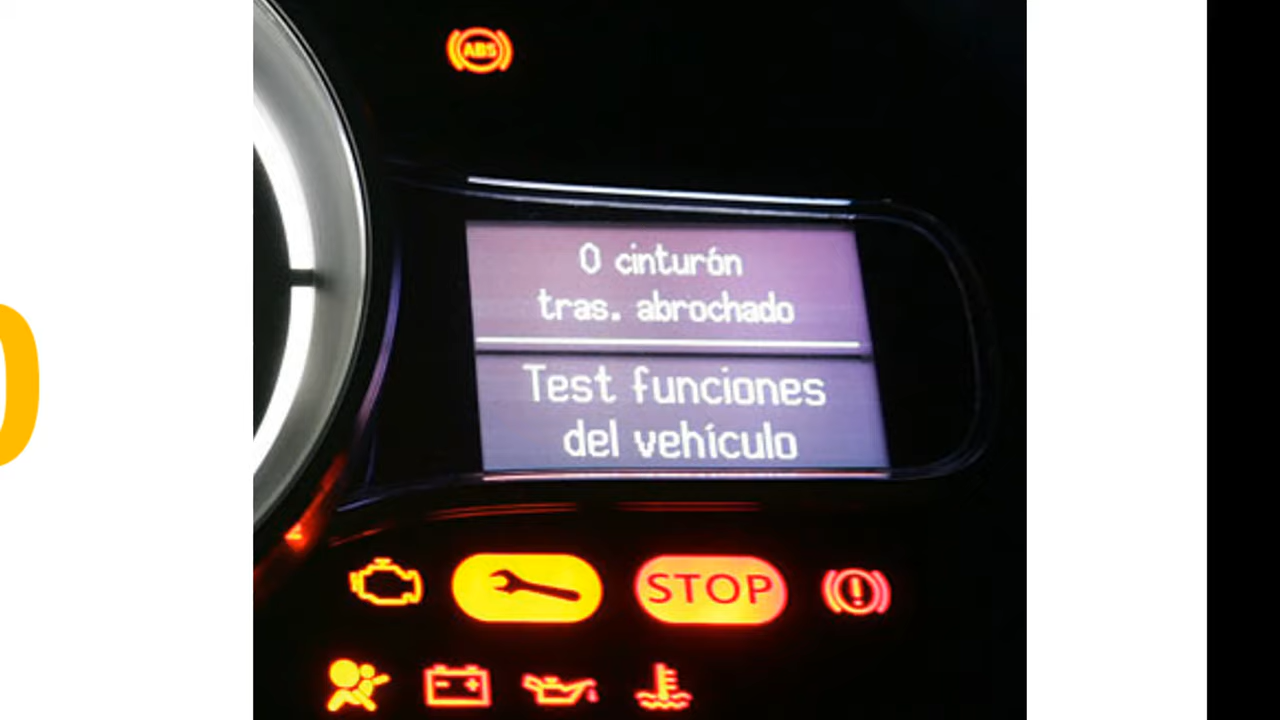 ABS
0 cinturón
tras. abrochado
Test funciones
del vehículo
STOP